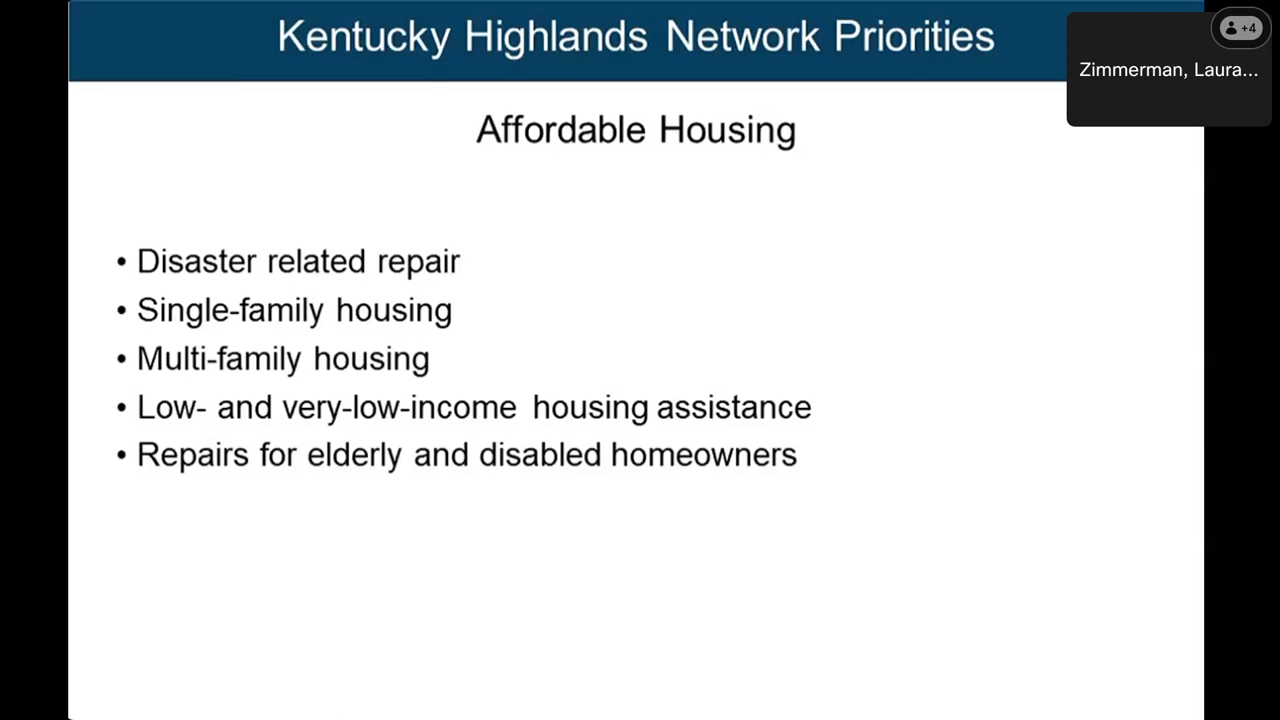 Kentucky Highlands Network Priorities
+4
Zimmerman, Laura...
Affordable Housing
• Disaster related repair
• Single-family housing
• Multi-family housing
• Low- and very-low-income housing assistance
• Repairs for elderly and disabled homeowners